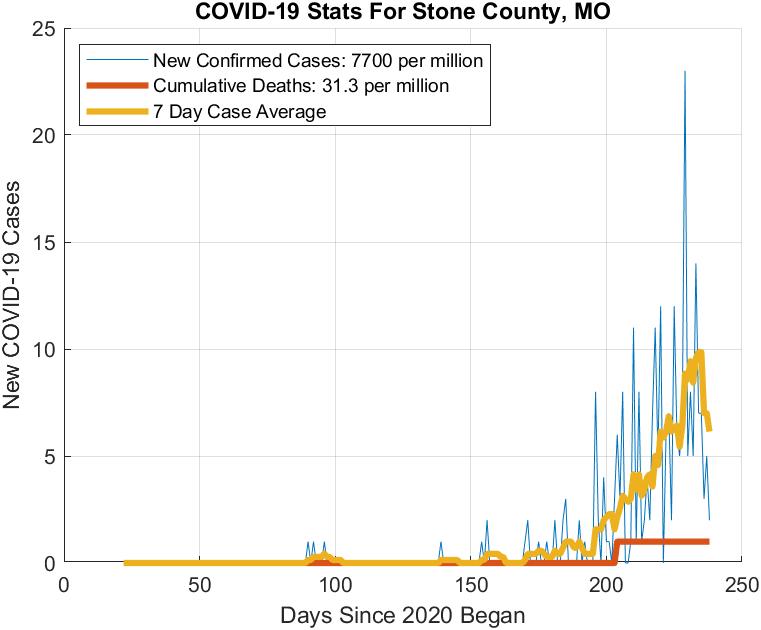 COVID-19 Stats For Stone County, MO
New Confirmed Cases: 7700 per million
Cumulative Deaths: 31.3 per million
7 Day Case Average
New COVID-19 Cases
25
20
15
10
5
0
0 50 100 150 200 250
Days Since 2020 Began